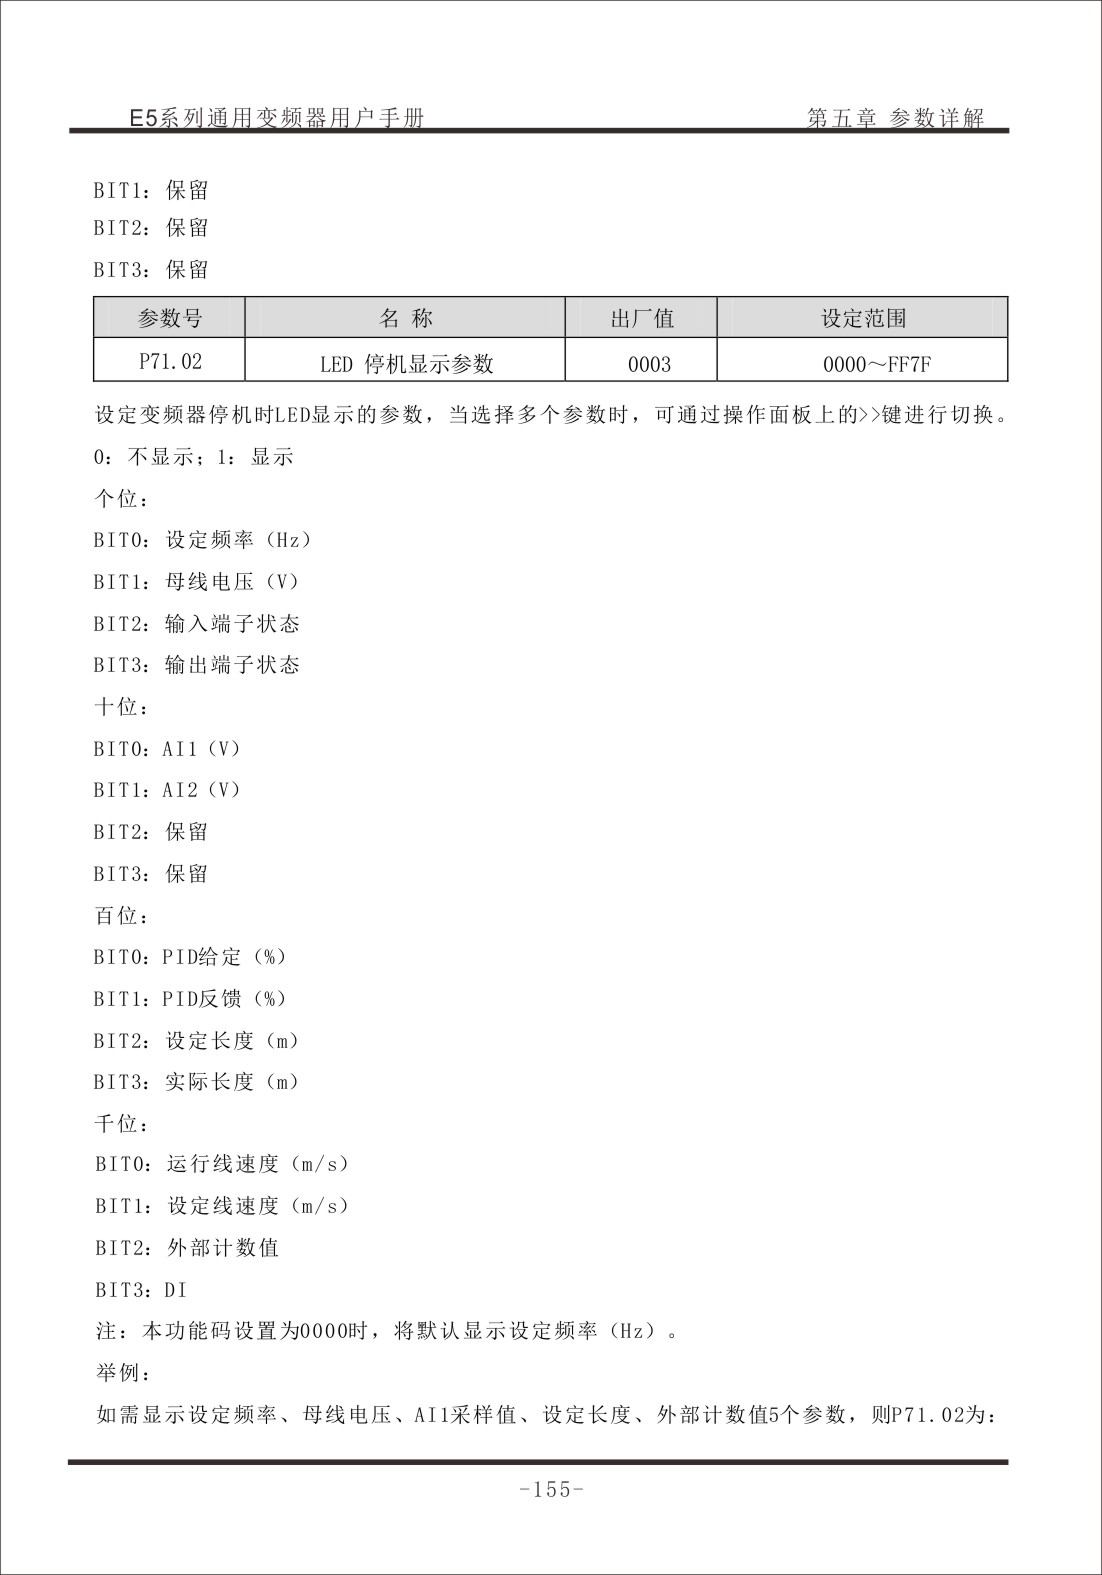 E5系列通用变频器用户手册 第五章 参数详解
BIT1：保留
BIT2：保留
BIT3：保留
参数号 名 称 出厂值 设定范围
P71.02 LED 停机显示参数 0003 0000～FF7F
设定变频器停机时LED显示的参数，当选择多个参数时，可通过操作面板上的>>键进行切换。
0：不显示；1：显示
个位：
BIT0：设定频率（Hz）
BIT1：母线电压（V）
BIT2：输入端子状态
BIT3：输出端子状态
十位：
BIT0：AI1（V）
BIT1：AI2（V）
BIT2：保留
BIT3：保留
百位：
BIT0：PID给定（%）
BIT1：PID反馈（%）
BIT2：设定长度（m）
BIT3：实际长度（m）
千位：
BIT0：运行线速度（m/s）
BIT1：设定线速度（m/s）
BIT2：外部计数值
BIT3：DI
注：本功能码设置为0000时，将默认显示设定频率（Hz）。
举例：
如需显示设定频率、母线电压、AI1采样值、设定长度、外部计数值5个参数，则P71.02为：
-155-